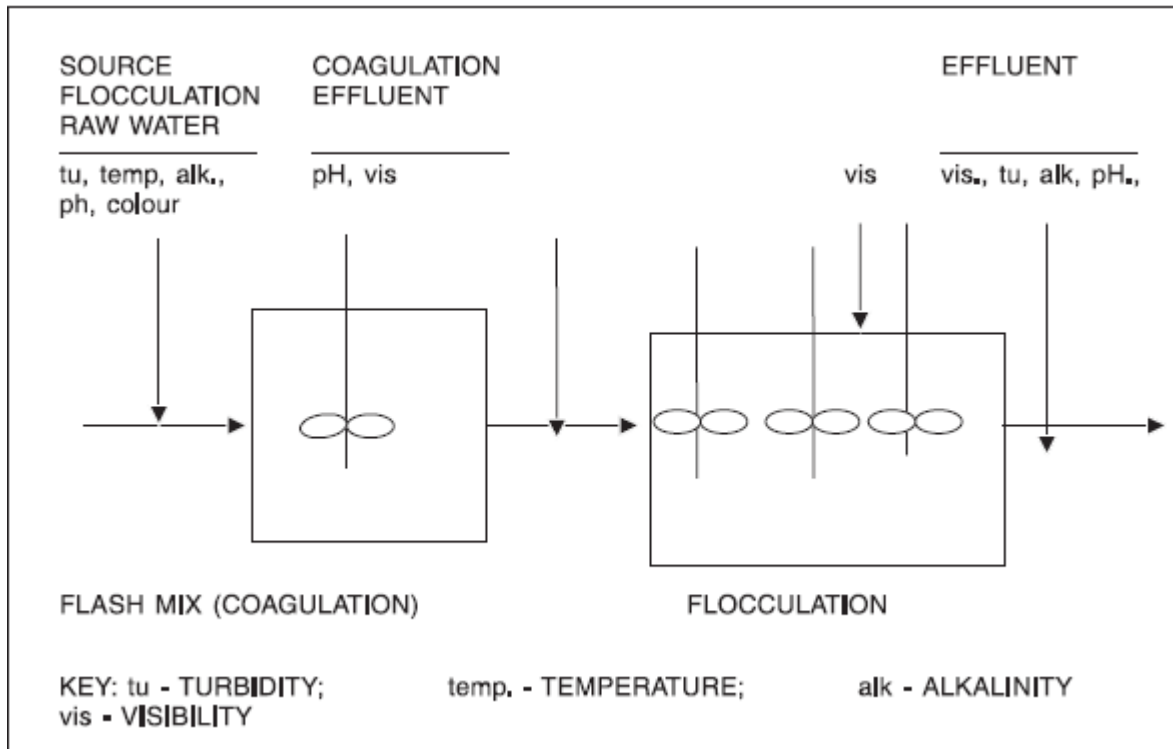 SOURCE
FLOCCULATION
RAW WATER
COAGULATION
EFFLUENT
EFFLUENT
tu, temp, alk.,
ph, colour
pH, vis
vis
vis., tu, alk, pH.,
FLASH MIX (COAGULATION)
FLOCCULATION
KEY: tu - TURBIDITY; temp. - TEMPERATURE; alk - ALKALINITY
vis - VISIBILITY